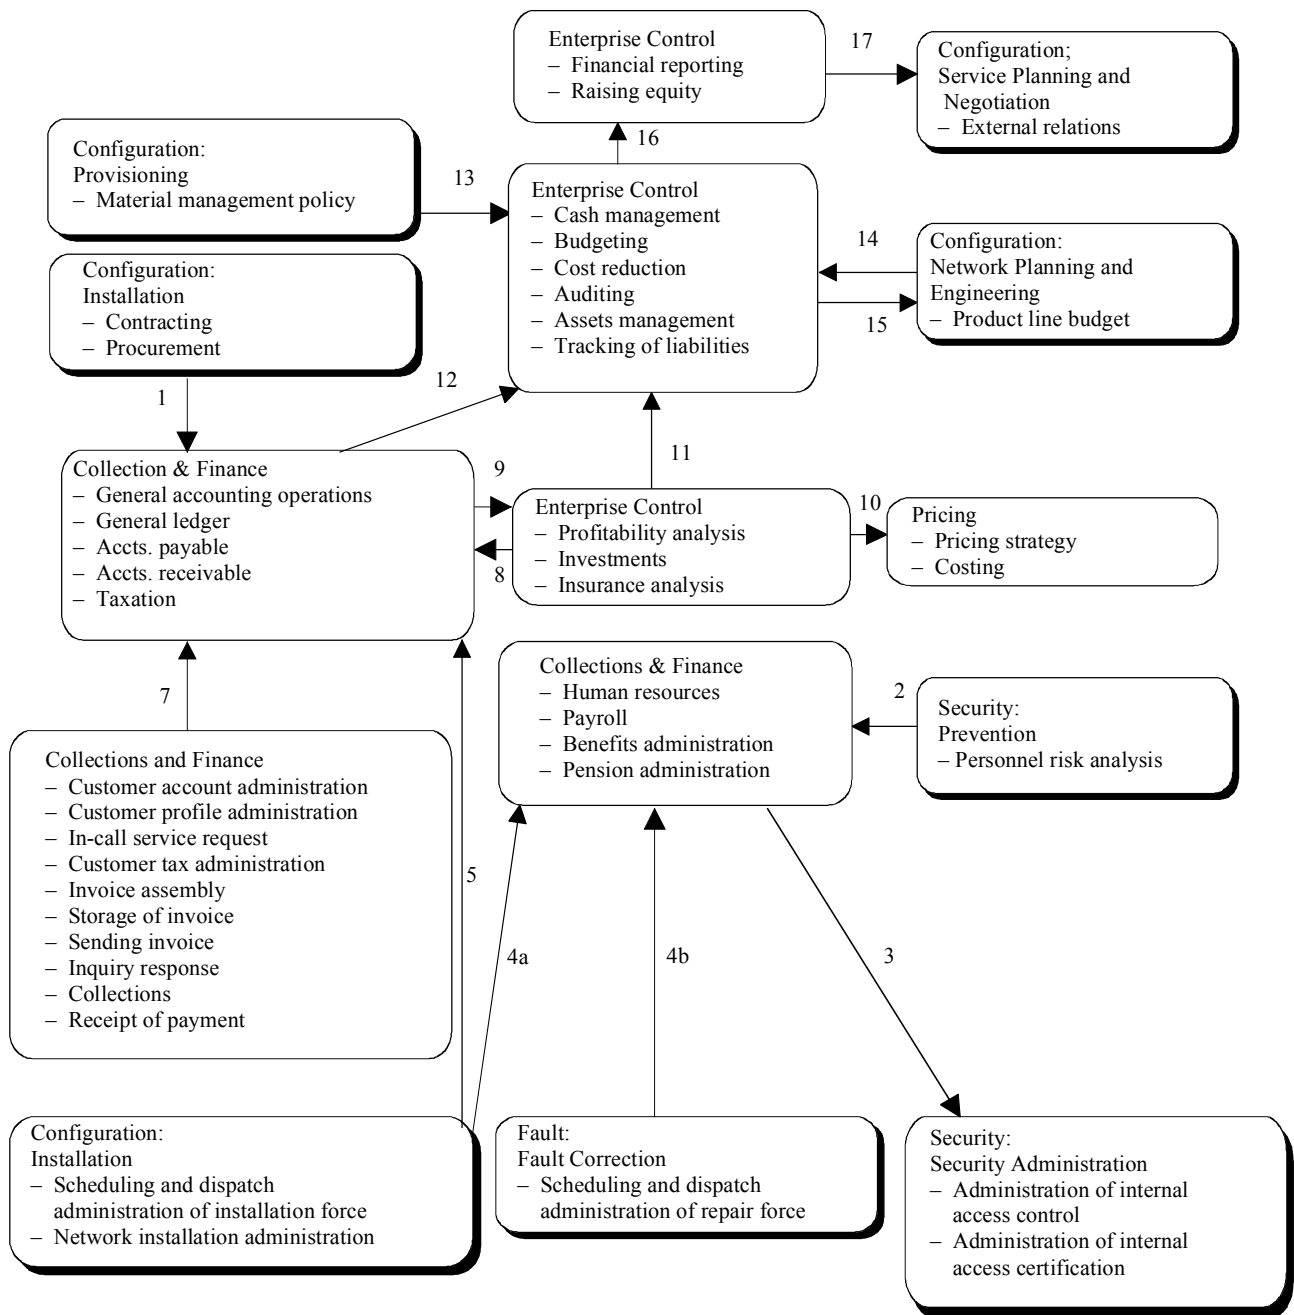 Enterprise Control
– Financial reporting
– Raising equity
17
Configuration;
Service Planning and
Negotiation
– External relations
16
Configuration:
Provisioning
– Material management policy
13
Enterprise Control
– Cash management
– Budgeting
– Cost reduction
– Auditing
– Assets management
– Tracking of liabilities
14
15
Configuration:
Network Planning and
Engineering
– Product line budget
Configuration:
Installation
– Contracting
– Procurement
1
12
11
Collection & Finance
– General accounting operations
– General ledger
– Accts. payable
– Accts. receivable
– Taxation
9
8
Enterprise Control
– Profitability analysis
– Investments
– Insurance analysis
10
Pricing
– Pricing strategy
– Costing
7
Collections & Finance
– Human resources
– Payroll
– Benefits administration
– Pension administration
2
Security:
Prevention
– Personnel risk analysis
Collections and Finance
– Customer account administration
– Customer profile administration
– In-call service request
– Customer tax administration
– Invoice assembly
– Storage of invoice
– Sending invoice
– Inquiry response
– Collections
– Receipt of payment
5
4a
4b
3
Configuration:
Installation
– Scheduling and dispatch
administration of installation force
– Network installation administration
Fault:
Fault Correction
– Scheduling and dispatch
administration of repair force
Security:
Security Administration
– Administration of internal
access control
– Administration of internal
access certification